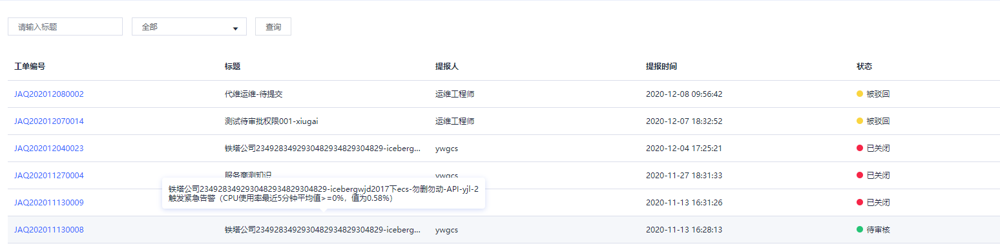 请输入标题 全部 查询
工单编号 标题 提报人 提报时间 状态
JAQ202012080002 代维运维-待提交 运维工程师 2020-12-08 09:56:42 被驳回
JAQ202012070014 测试待审批权限001-xiugai 运维工程师 2020-12-07 18:32:52 被驳回
JAQ202012040023 铁塔公司2349283492930482934829304829-iceberg... ywgcs 2020-12-04 17:25:21 已关闭
JAQ202011270004 服务商测知识 ywgcs 2020-11-27 18:31:33 已关闭
铁塔公司2349283492930482934829304829-icebergwjd2017下ecs-勿删勿动-API-yjl-2
触发紧急告警（CPU使用率最近5分钟平均值>=0%，值为0.58%）
JAQ202011130009 2020-11-13 16:31:26 已关闭
JAQ202011130008 铁塔公司2349283492930482934829304829-iceberg... ywgcs 2020-11-13 16:28:13 待审核